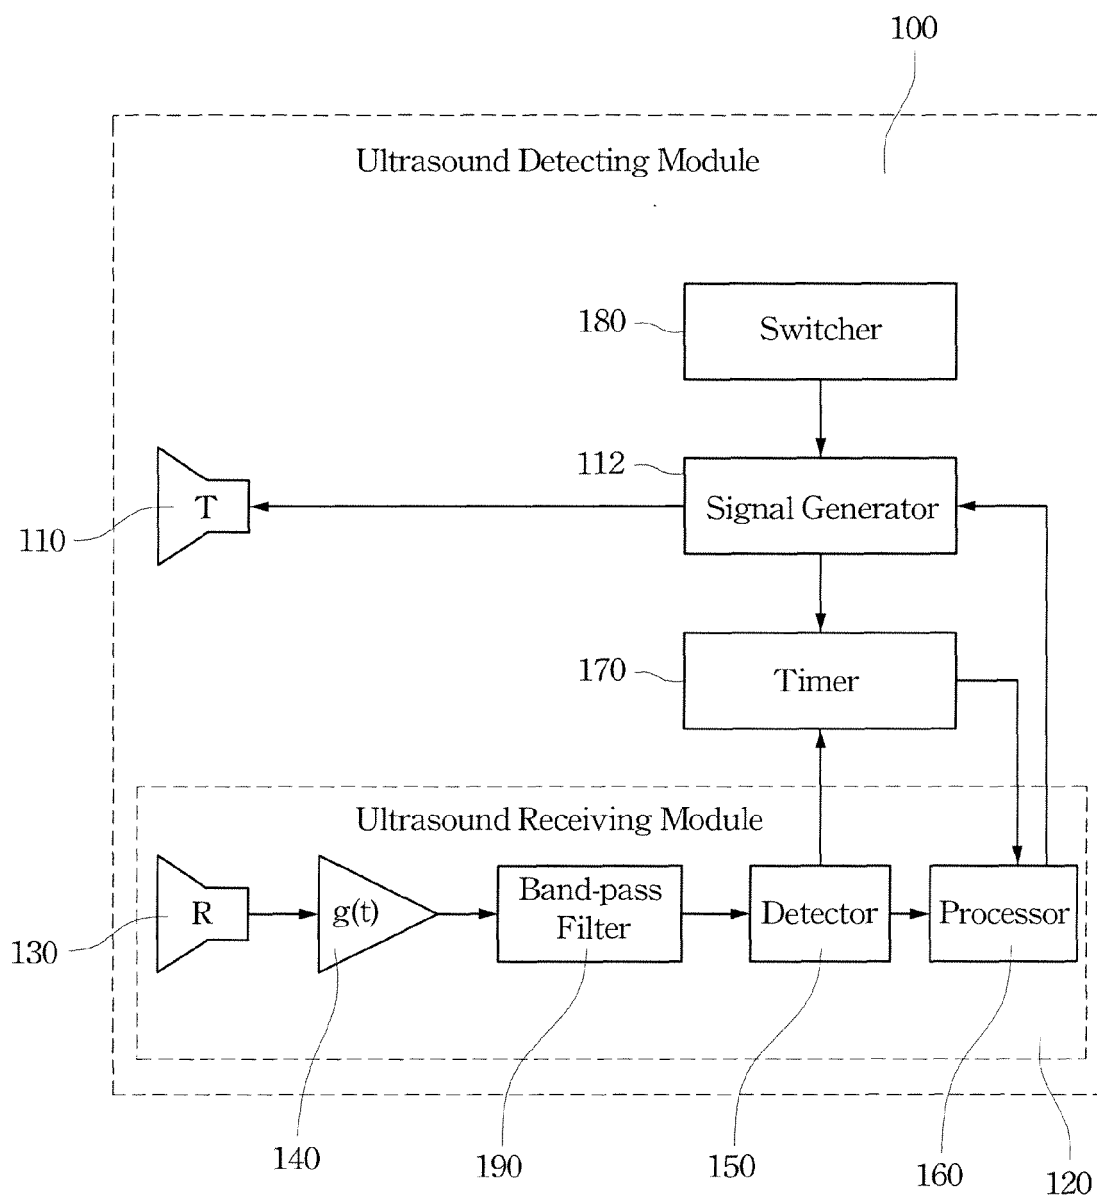 100
Ultrasound Detecting Module
180
Switcher
112
Signal Generator
T
110
170
Timer
Ultrasound Receiving Module
R
g(t)
Band-pass
Filter
Detector
Processor
130
140
190
150
160
120